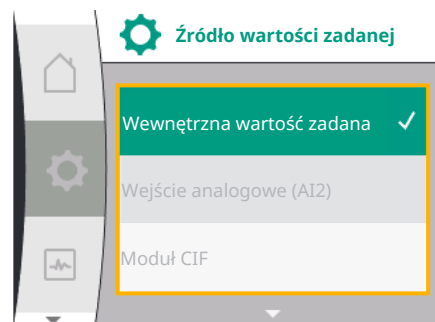 Źródło wartości zadanej
Wewnętrzna wartość zadana
Wejście analogowe (AI2)
Moduł CIF